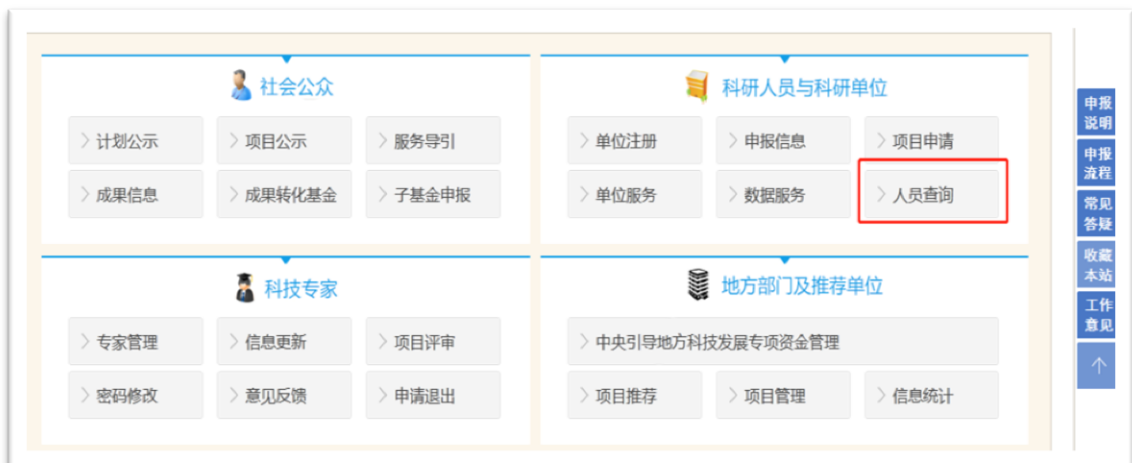 社会公众
计划公示
项目公示
服务导引
成果信息
成果转化基金
子基金申报
科研人员与科研单位
单位注册
申报信息
项目申请
单位服务
数据服务
人员查询
科技专家
专家管理
信息更新
项目评审
密码修改
意见反馈
申请退出
地方部门及推荐单位
中央引导地方科技发展专项资金管理
项目推荐
项目管理
信息统计
申报
说明
申报
流程
常见
答疑
收藏
本站
工作
意见